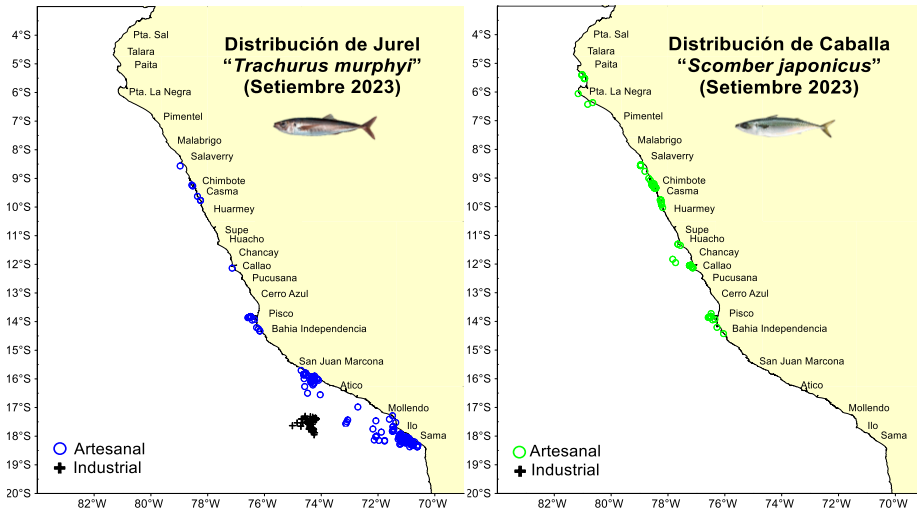 Distribución de Jurel
“Trachurus murphyi”
(Setiembre 2023)
4°S
5°S
6°S
7°S
8°S
9°S
10°S
11°S
12°S
13°S
14°S
15°S
16°S
17°S
18°S
19°S
20°S
Pta. Sal
Talara
Paita
Pta. La Negra
Pimentel
Malabrigo
Salaverry
Chimbote
Casma
Huarmey
Supe
Huacho
Chancay
Callao
Pucusana
Cerro Azul
Pisco
Bahia Independencia
San Juan Marcona
Atico
Mollendo
Ilo
Sama
Artesanal
Industrial
82°W
80°W
78°W
76°W
74°W
72°W
70°W
Distribución de Caballa
“Scomber japonicus”
(Setiembre 2023)
4°S
5°S
6°S
7°S
8°S
9°S
10°S
11°S
12°S
13°S
14°S
15°S
16°S
17°S
18°S
19°S
20°S
Pta. Sal
Talara
Paita
Pta. La Negra
Pimentel
Malabrigo
Salaverry
Chimbote
Casma
Huarmey
Supe
Huacho
Chancay
Callao
Pucusana
Cerro Azul
Pisco
Bahia Independencia
San Juan Marcona
Atico
Mollendo
Ilo
Sama
Artesanal
Industrial
82°W
80°W
78°W
76°W
74°W
72°W
70°W